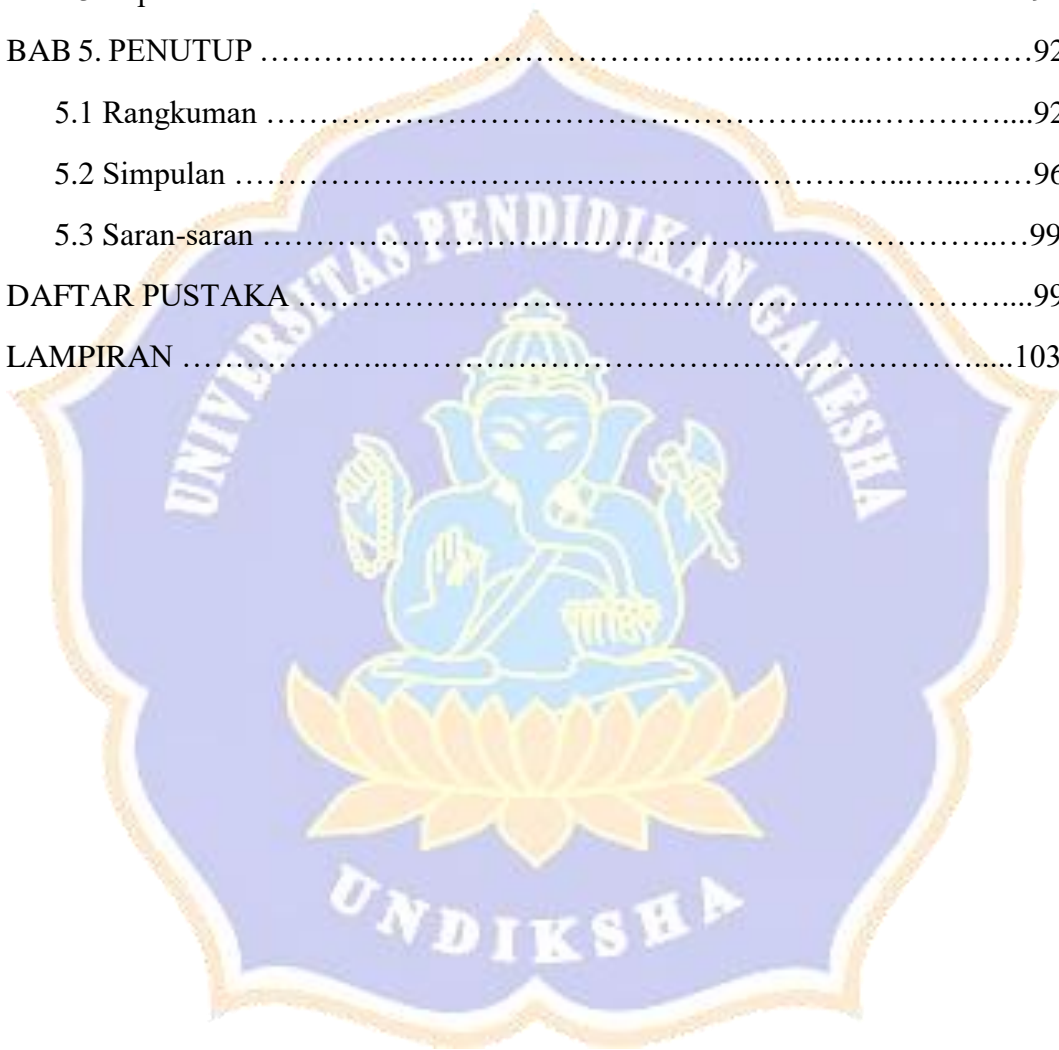 BAB 5. PENUTUP ………………... ……………………...……..………………92
5.1 Rangkuman ……………………………………………….…...…………....92
5.2 Simpulan …………………………………………..…………..…...……96
5.3 Saran-saran …………………………………………......………………..…99
DAFTAR PUSTAKA ………………………………………………………....99
LAMPIRAN ………………..…………………………………..……………....103
UNIVERSITAS PENDIDIKAN GANESHA
UNDIKSHA